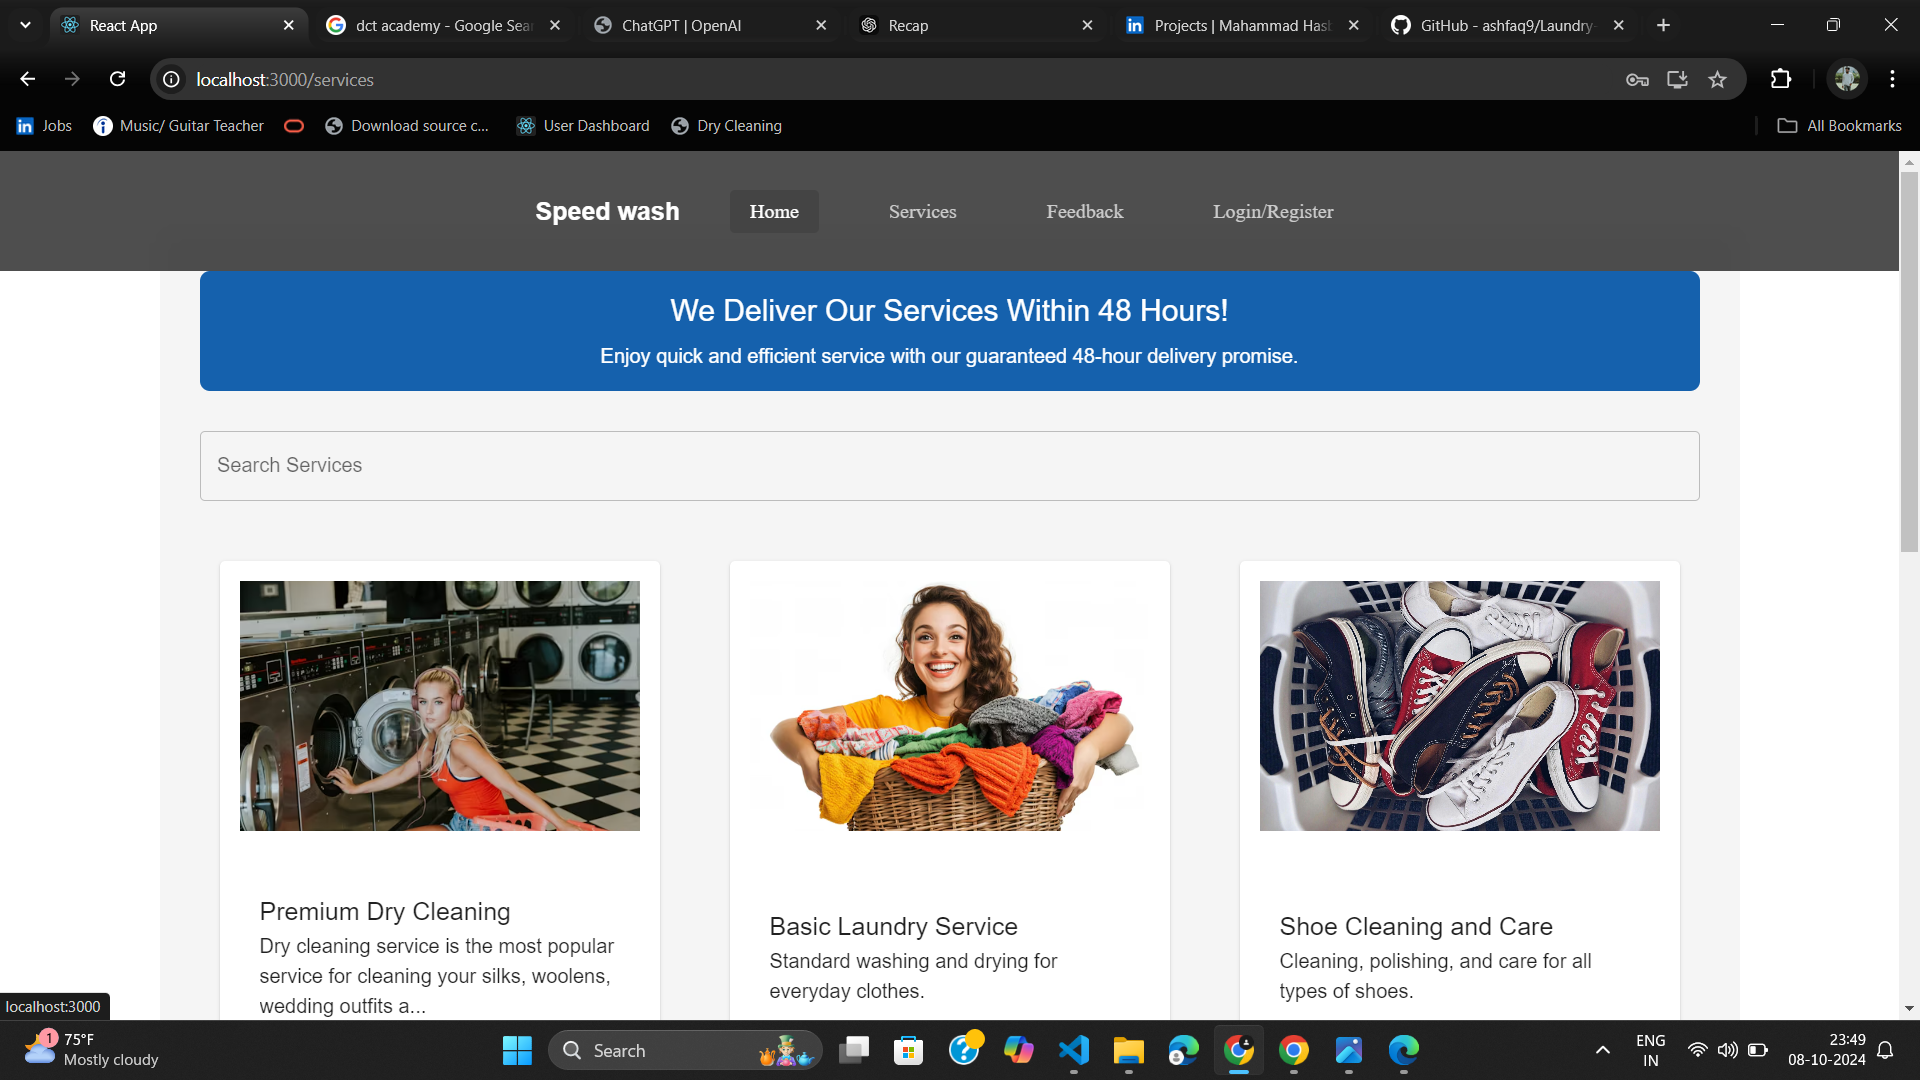 React App
dct academy - Google Sea
ChatGPT | OpenAI
Recap
Projects | Mahammad Hasb
GitHub - ashfaq9/Laundry-
localhost:3000/services
Jobs
Music/ Guitar Teacher
Download source c...
User Dashboard
Dry Cleaning
All Bookmarks
Speed wash
Home
Services
Feedback
Login/Register
We Deliver Our Services Within 48 Hours!
Enjoy quick and efficient service with our guaranteed 48-hour delivery promise.
Search Services
Premium Dry Cleaning
Dry cleaning service is the most popular
service for cleaning your silks, woolens,
wedding outfits a...
Basic Laundry Service
Standard washing and drying for
everyday clothes.
Shoe Cleaning and Care
Cleaning, polishing, and care for all
types of shoes.
localhost:3000
1
75°F
Mostly cloudy
Search
ENG
IN
23:49
08-10-2024